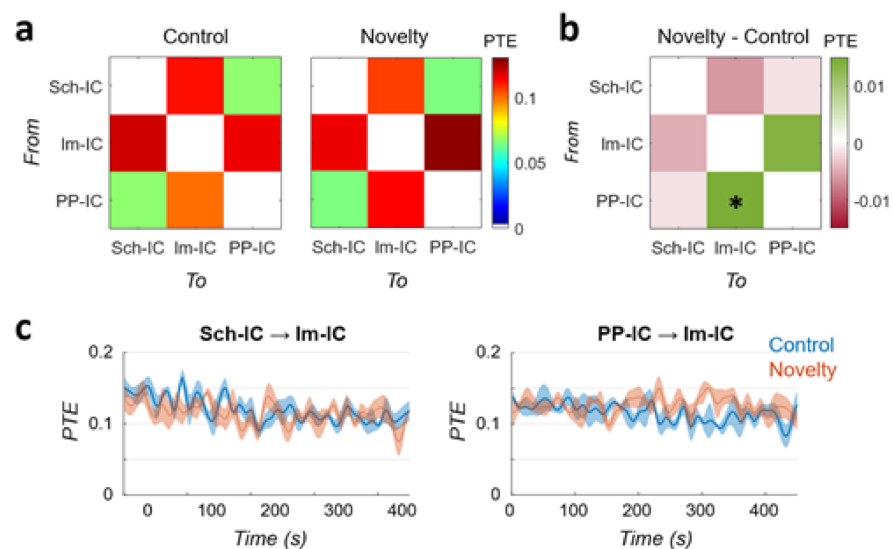 a
Control
Novelty
PTE
From
Sch-IC
Im-IC
PP-IC
0.1
0.05
0
Sch-IC Im-IC PP-IC
To
Sch-IC Im-IC PP-IC
To
b
Novelty - Control
PTE
From
Sch-IC
Im-IC
PP-IC
*
0.01
0
-0.01
Sch-IC Im-IC PP-IC
To
c
Sch-IC → Im-IC
PTE
0.2
0.1
0
0 100 200 300 400
Time (s)
PP-IC → Im-IC
Control
Novelty
PTE
0.2
0.1
0
0 100 200 300 400
Time (s)